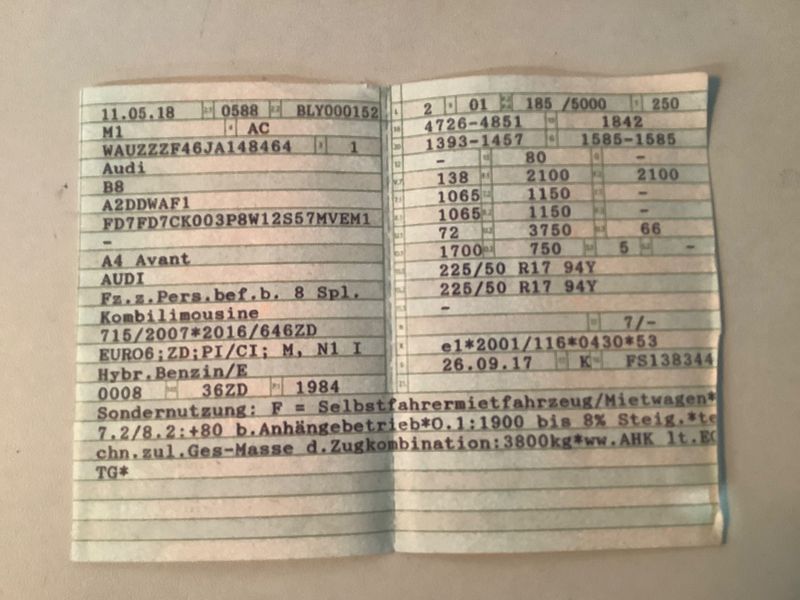 11.05.18 0588 BLY000152
M1 AC
WAUZZZF46JA148464 1
Audi
B8
A2DDWAF1
FD7FD7CK003P8W12S57MVEM1
-
A4 Avant
AUDI
Fz.z.Pers.bef.b. 8 Spl.
Kombilimousine
715/2007*2016/646ZD
EURO6;ZD;PI/CI; M, N1 I
Hybr.Benzin/E
0008 36ZD 1984
2 01 185 /5000 250
4726-4851 1842
1393-1457 1585-1585
- 80 -
138 2100 2100
1065 1150 -
1065 1150 -
72 3750 66
1700 750 5 -
225/50 R17 94Y
225/50 R17 94Y
-
7/-
e1*2001/116*0430*53
26.09.17 K FS138344
Sondernutzung: F = Selbstfahrermietfahrzeug/Mietwagen*
7.2/8.2:+80 b.Anhängebetrieb*O.1:1900 bis 8% Steig.*te
chn.zul.Ges-Masse d.Zugkombination:3800kg*ww.AHK lt.EG
TG*